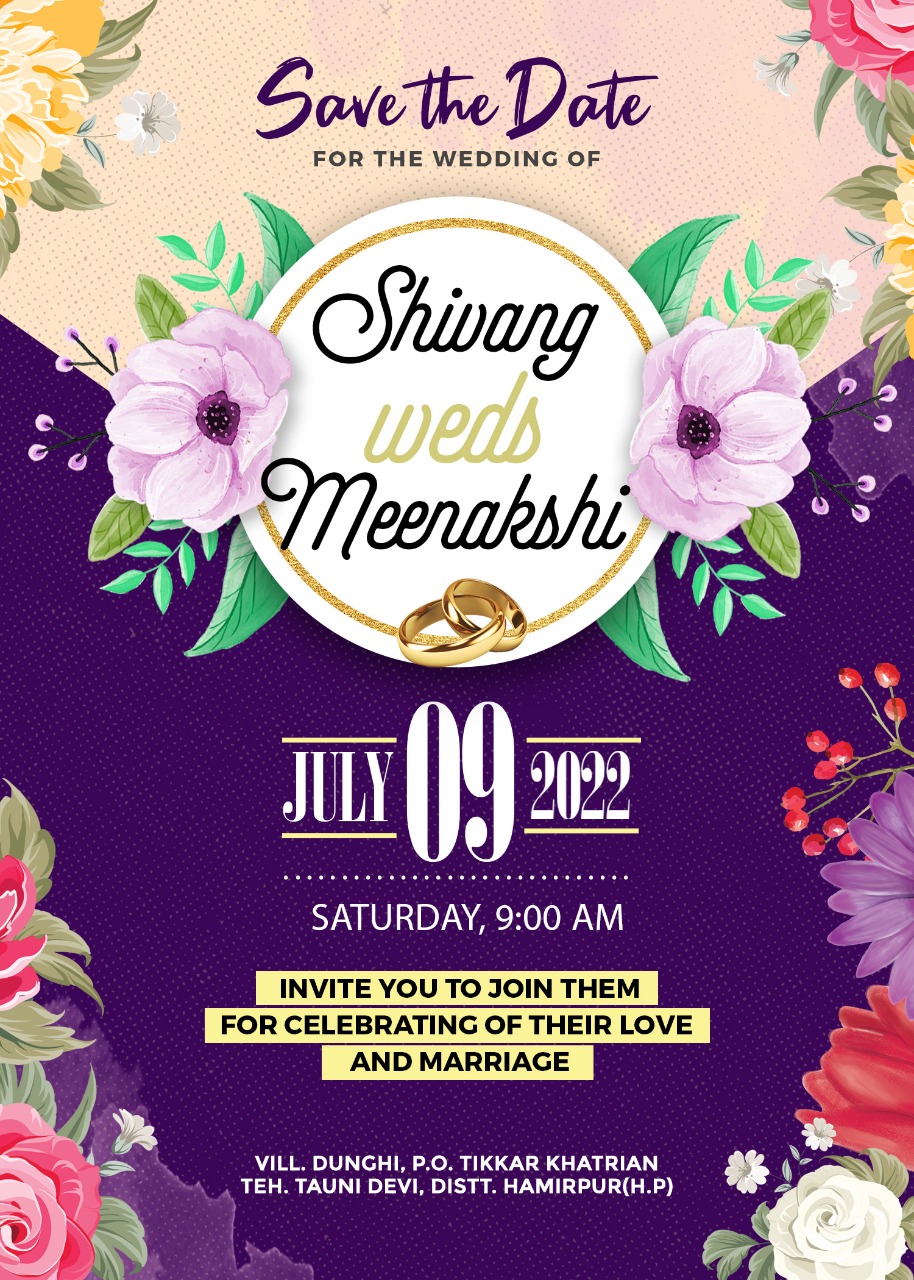 Save the Date
FOR THE WEDDING OF
Shivang
weds
Meenakshi
JULY 09 2022
SATURDAY, 9:00 AM
INVITE YOU TO JOIN THEM
FOR CELEBRATING OF THEIR LOVE
AND MARRIAGE
VILL. DUNGHI, P.O. TIKKAR KHATRIAN
TEH. TAUNI DEVI, DISTT. HAMIRPUR(H.P)